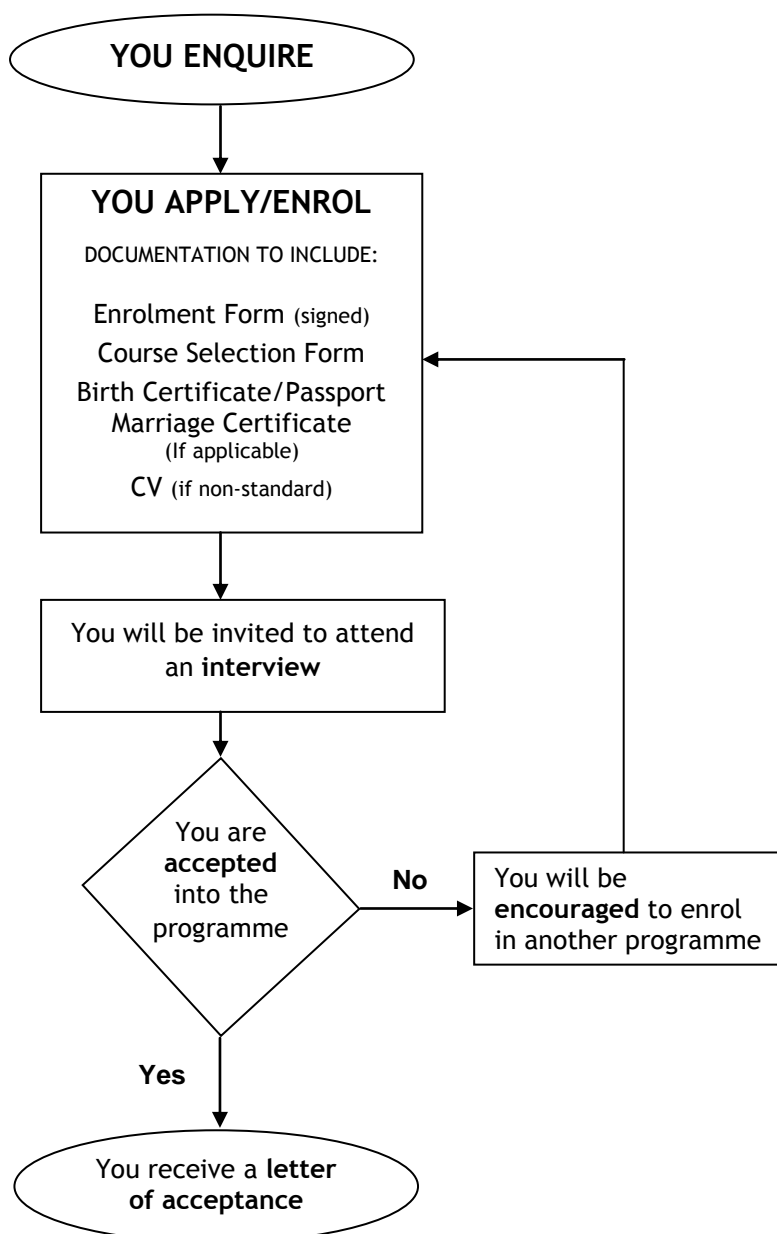 YOU ENQUIRE
YOU APPLY/ENROL
DOCUMENTATION TO INCLUDE:
Enrolment Form (signed)
Course Selection Form
Birth Certificate/Passport
Marriage Certificate
(If applicable)
CV (if non-standard)
You will be invited to attend
an interview
You are
accepted
into the
programme
No
You will be
encouraged to enrol
in another programme
Yes
You receive a letter
of acceptance